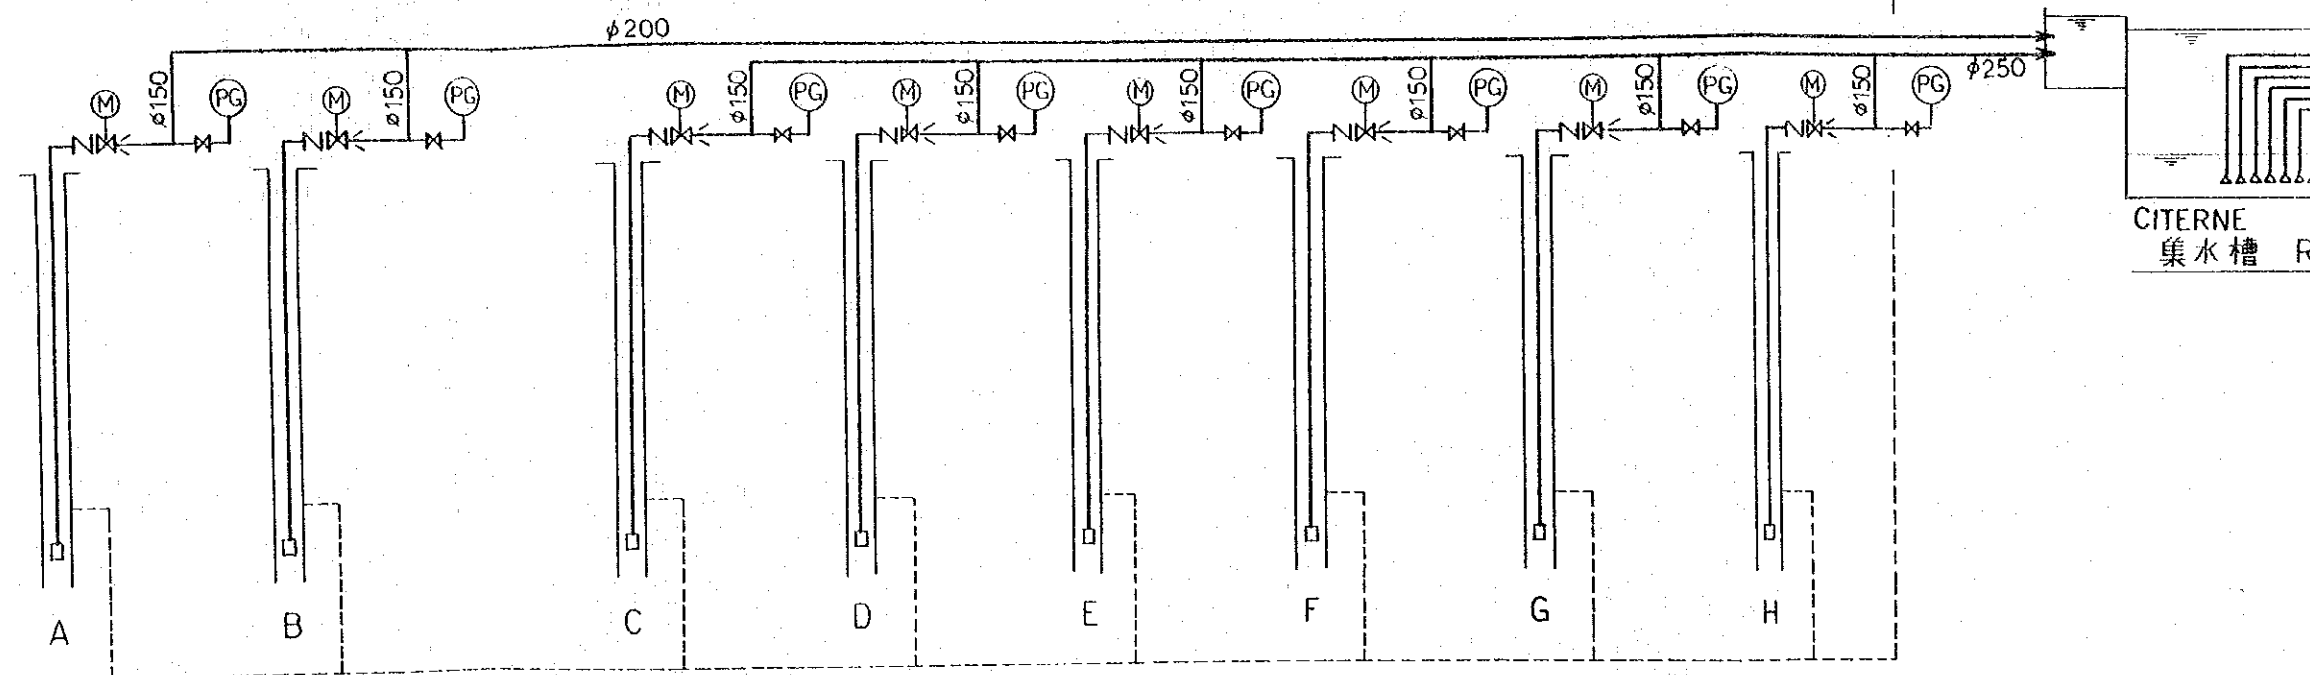 φ200
M φ150 PG M φ150 PG M φ150 PG M φ150 PG M φ150 PG M φ150 PG M φ150 PG M φ150 PG φ250
CITERNE
集水槽 R
A B C D E F G H